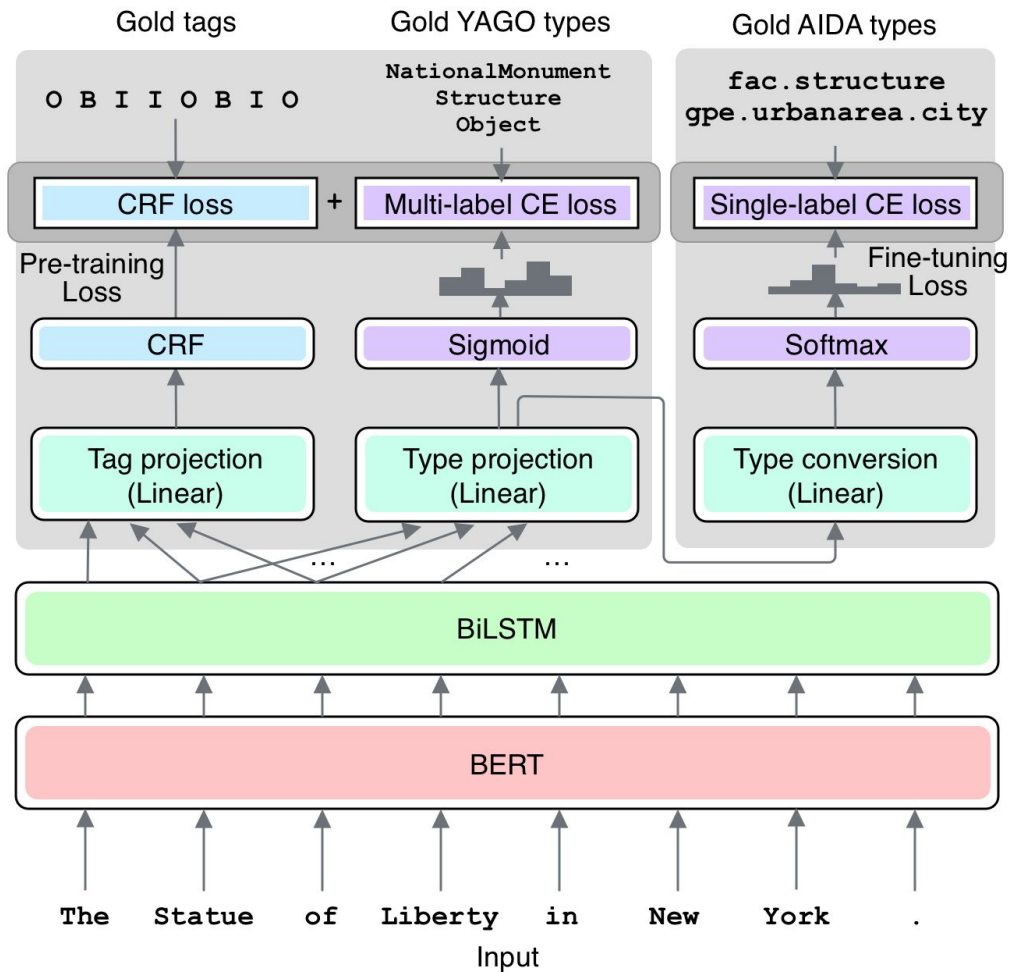 Gold tags
Gold YAGO types
Gold AIDA types
O B I I O B I O
NationalMonument
Structure
Object
fac.structure
gpe.urbanarea.city
CRF loss
+
Multi-label CE loss
Single-label CE loss
Pre-training
Loss
Fine-tuning
Loss
CRF
Sigmoid
Softmax
Tag projection
(Linear)
Type projection
(Linear)
Type conversion
(Linear)
...
...
BiLSTM
BERT
The Statue of Liberty in New York .
Input